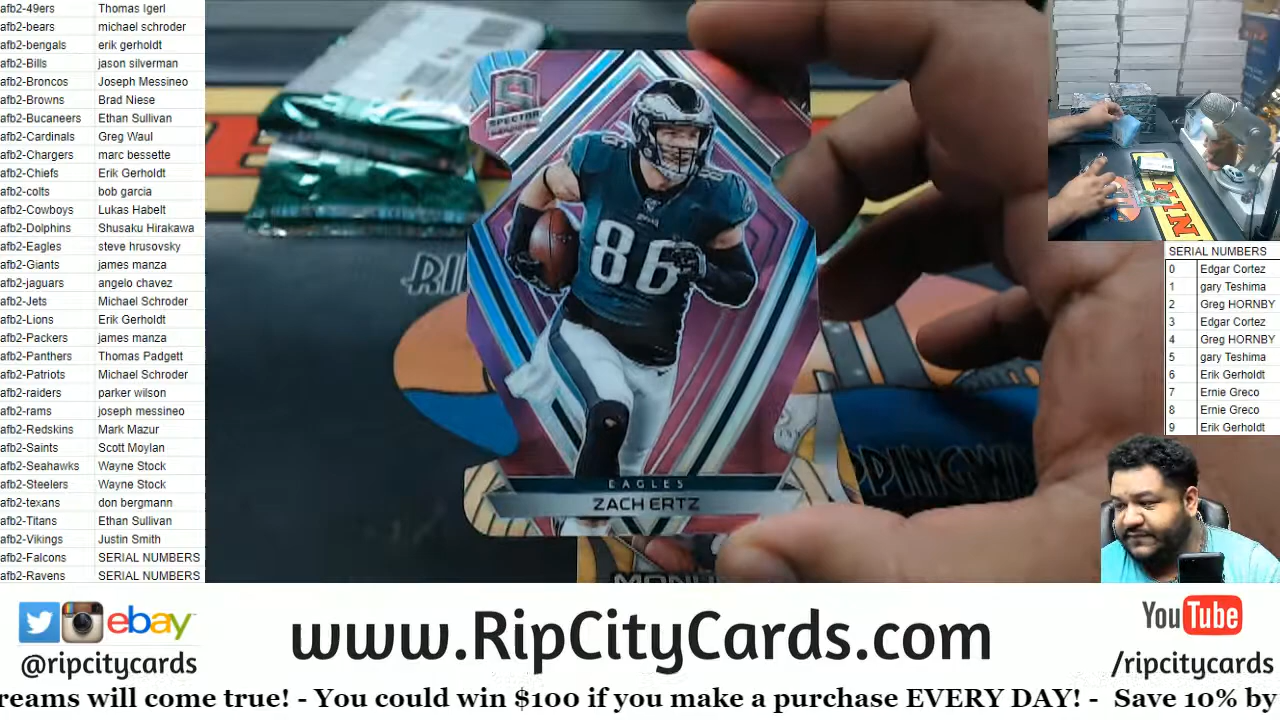 afb2-49ers Thomas Igerl
afb2-bears michael schroder
afb2-bengals erik gerholdt
afb2-Bills jason silverman
afb2-Broncos Joseph Messineo
afb2-Browns Brad Niese
afb2-Bucaneers Ethan Sullivan
afb2-Cardinals Greg Waul
afb2-Chargers marc bessette
afb2-Chiefs Erik Gerholdt
afb2-colts bob garcia
afb2-Cowboys Lukas Habelt
afb2-Dolphins Shusaku Hirakawa
afb2-Eagles steve hrusovsky
afb2-Giants james manza
afb2-jaguars angelo chavez
afb2-Jets Michael Schroder
afb2-Lions Erik Gerholdt
afb2-Packers james manza
afb2-Panthers Thomas Padgett
afb2-Patriots Michael Schroder
afb2-raiders parker wilson
afb2-rams joseph messineo
afb2-Redskins Mark Mazur
afb2-Saints Scott Moylan
afb2-Seahawks Wayne Stock
afb2-Steelers Wayne Stock
afb2-texans don bergmann
afb2-Titans Ethan Sullivan
afb2-Vikings Justin Smith
afb2-Falcons SERIAL NUMBERS
afb2-Ravens SERIAL NUMBERS
S
SPECTRA
86
86
EAGLES
ZACH ERTZ
RI
PPINGWA
MONU
NIN
SERIAL NUMBERS
0 Edgar Cortez
1 gary Teshima
2 Greg HORNBY
3 Edgar Cortez
4 Greg HORNBY
5 gary Teshima
6 Erik Gerholdt
7 Ernie Greco
8 Ernie Greco
9 Erik Gerholdt
ebay
@ripcitycards
www.RipCityCards.com
YouTube
/ripcitycards
reams will come true! - You could win $100 if you make a purchase EVERY DAY! - Save 10% by